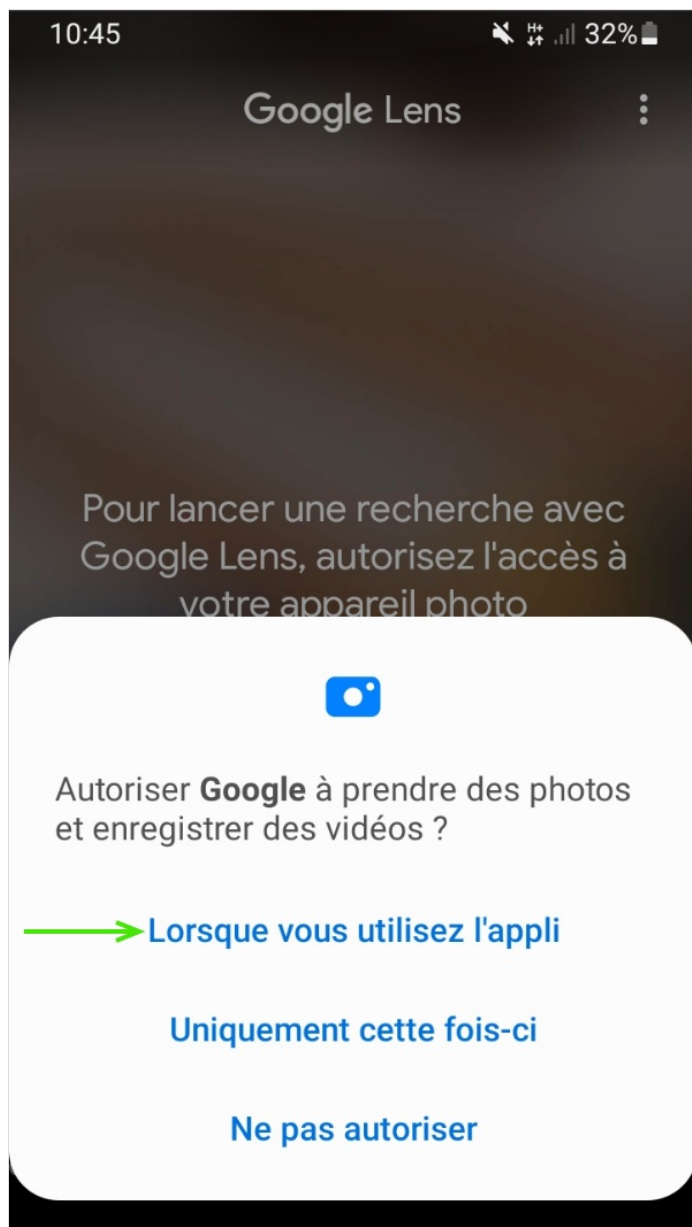 10:45
H+ 32%
Google Lens
Pour lancer une recherche avec
Google Lens, autorisez l'accès à
votre appareil photo
Autoriser Google à prendre des photos
et enregistrer des vidéos ?
Lorsque vous utilisez l'appli
Uniquement cette fois-ci
Ne pas autoriser